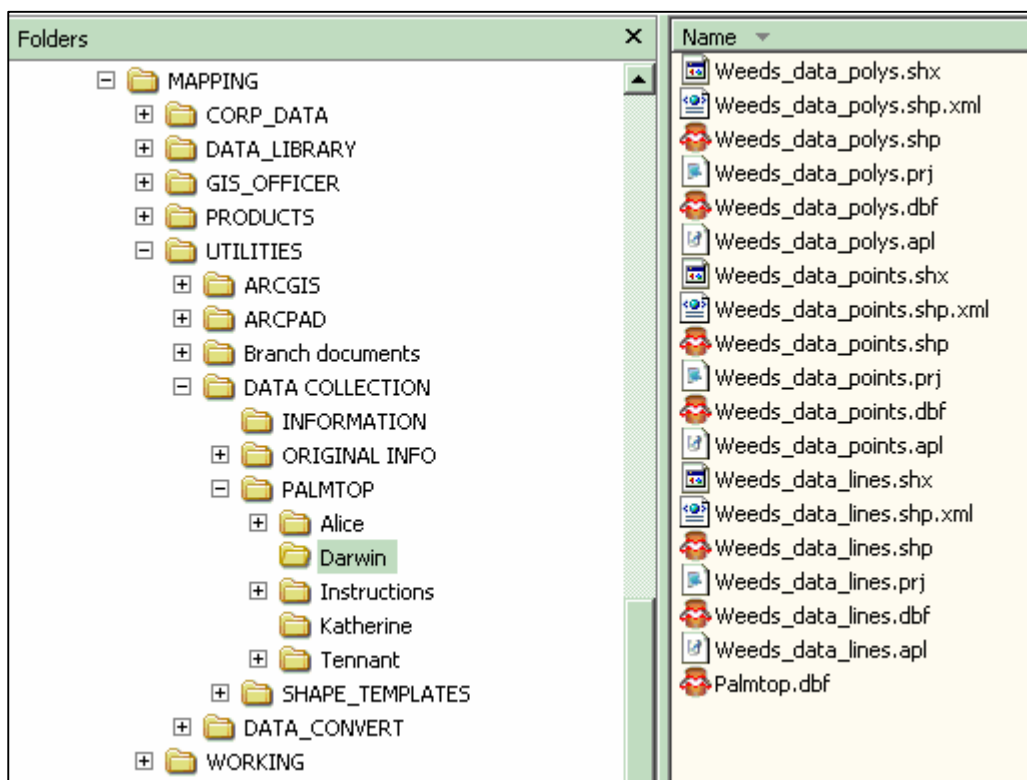 Folders
MAPPING
CORP_DATA
DATA_LIBRARY
GIS_OFFICER
PRODUCTS
UTILITIES
ARCGIS
ARCPAD
Branch documents
DATA COLLECTION
INFORMATION
ORIGINAL INFO
PALMTOP
Alice
Darwin
Instructions
Katherine
Tennant
SHAPE_TEMPLATES
DATA_CONVERT
WORKING
Name
Weeds_data_polys.shx
Weeds_data_polys.shp.xml
Weeds_data_polys.shp
Weeds_data_polys.prj
Weeds_data_polys.dbf
Weeds_data_polys.apl
Weeds_data_points.shx
Weeds_data_points.shp.xml
Weeds_data_points.shp
Weeds_data_points.prj
Weeds_data_points.dbf
Weeds_data_points.apl
Weeds_data_lines.shx
Weeds_data_lines.shp.xml
Weeds_data_lines.shp
Weeds_data_lines.prj
Weeds_data_lines.dbf
Weeds_data_lines.apl
Palmtop.dbf